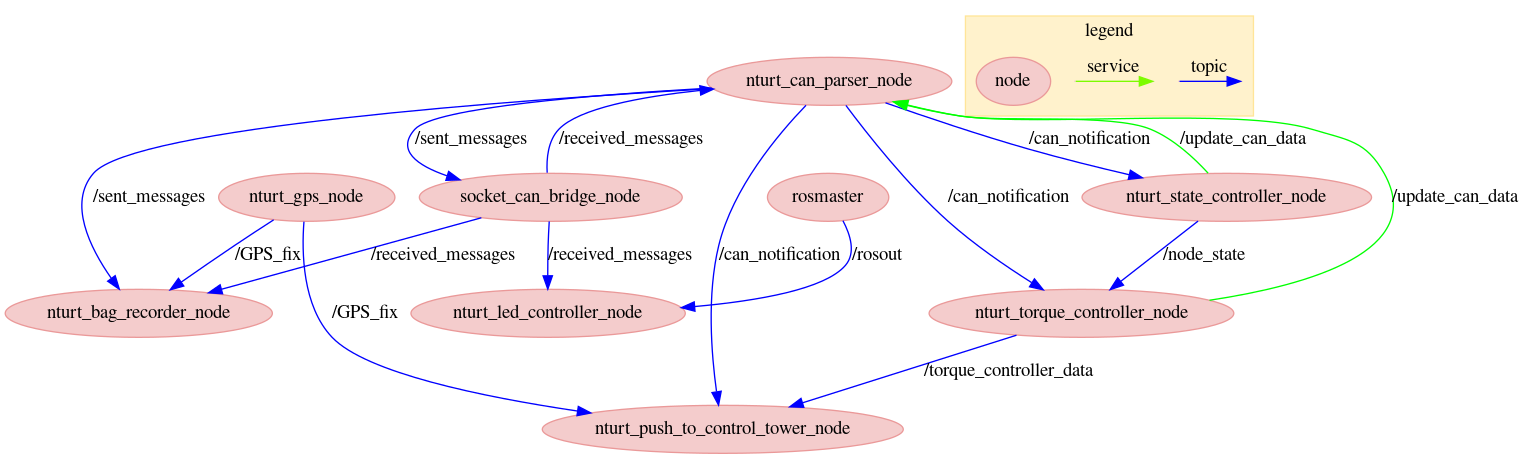 legend
nturt_can_parser_node
node
service
topic
/sent_messages
/received_messages
/can_notification
/update_can_data
/sent_messages
nturt_gps_node
socket_can_bridge_node
rosmaster
/can_notification
nturt_state_controller_node
/update_can_data
/GPS_fix
/received_messages
/received_messages
/can_notification
/rosout
/node_state
nturt_bag_recorder_node
/GPS_fix
nturt_led_controller_node
nturt_torque_controller_node
/torque_controller_data
nturt_push_to_control_tower_node